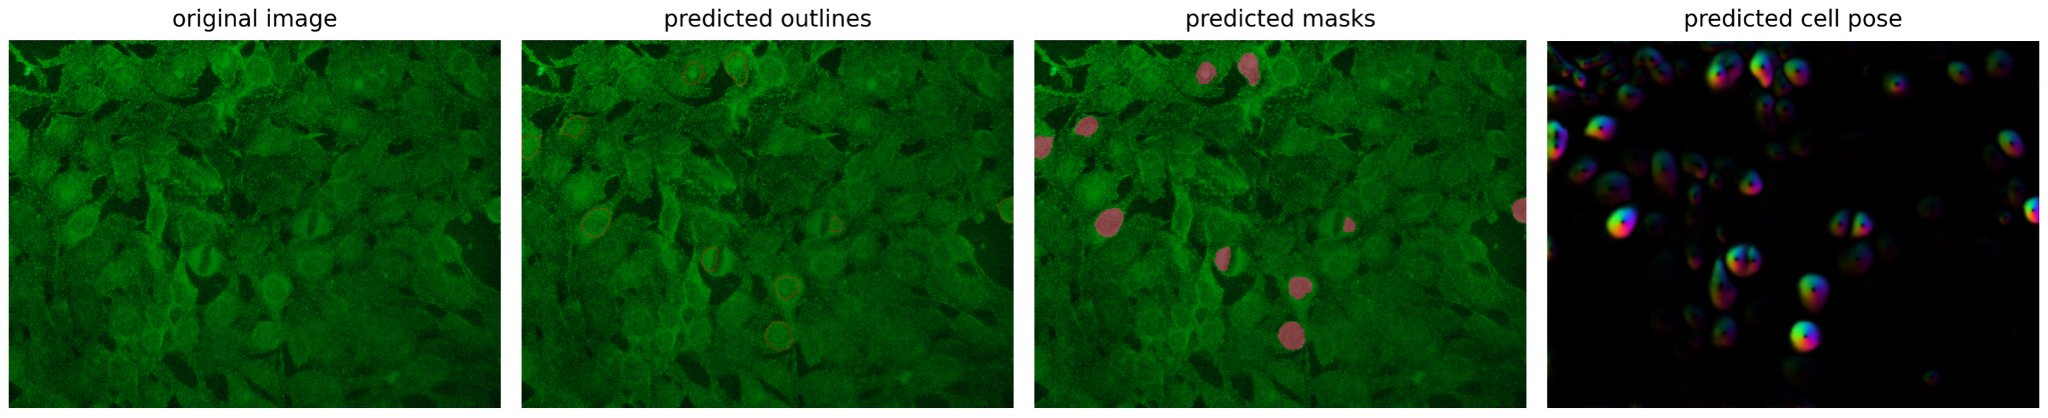 original image
predicted outlines
predicted masks
predicted cell pose